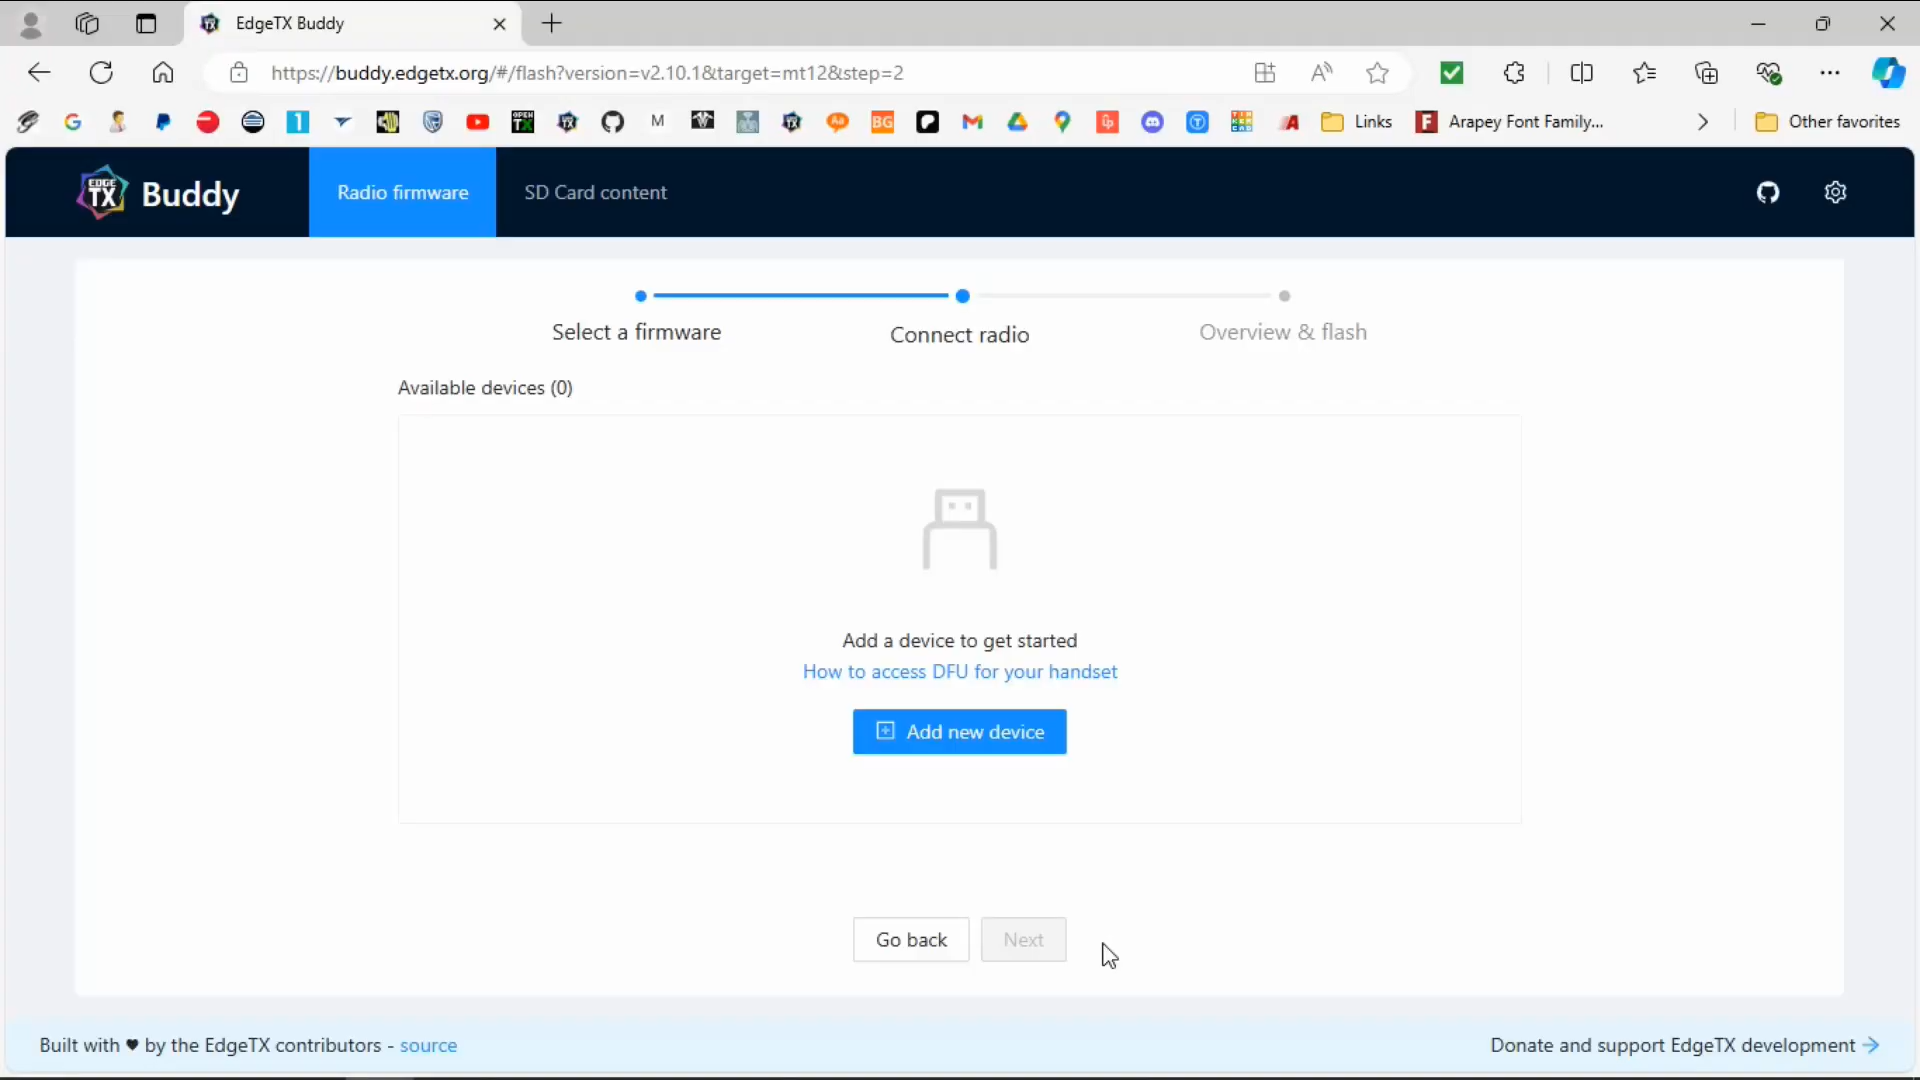 EdgeTX Buddy
https://buddy.edgetx.org/#/flash?version=v2.10.1&target=mt12&step=2
Links
Arapey Font Family...
Other favorites
EDGE TX Buddy
Radio firmware
SD Card content
Select a firmware
Connect radio
Overview & flash
Available devices (0)
Add a device to get started
How to access DFU for your handset
Add new device
Go back
Next
Built with ♥ by the EdgeTX contributors - source
Donate and support EdgeTX development →